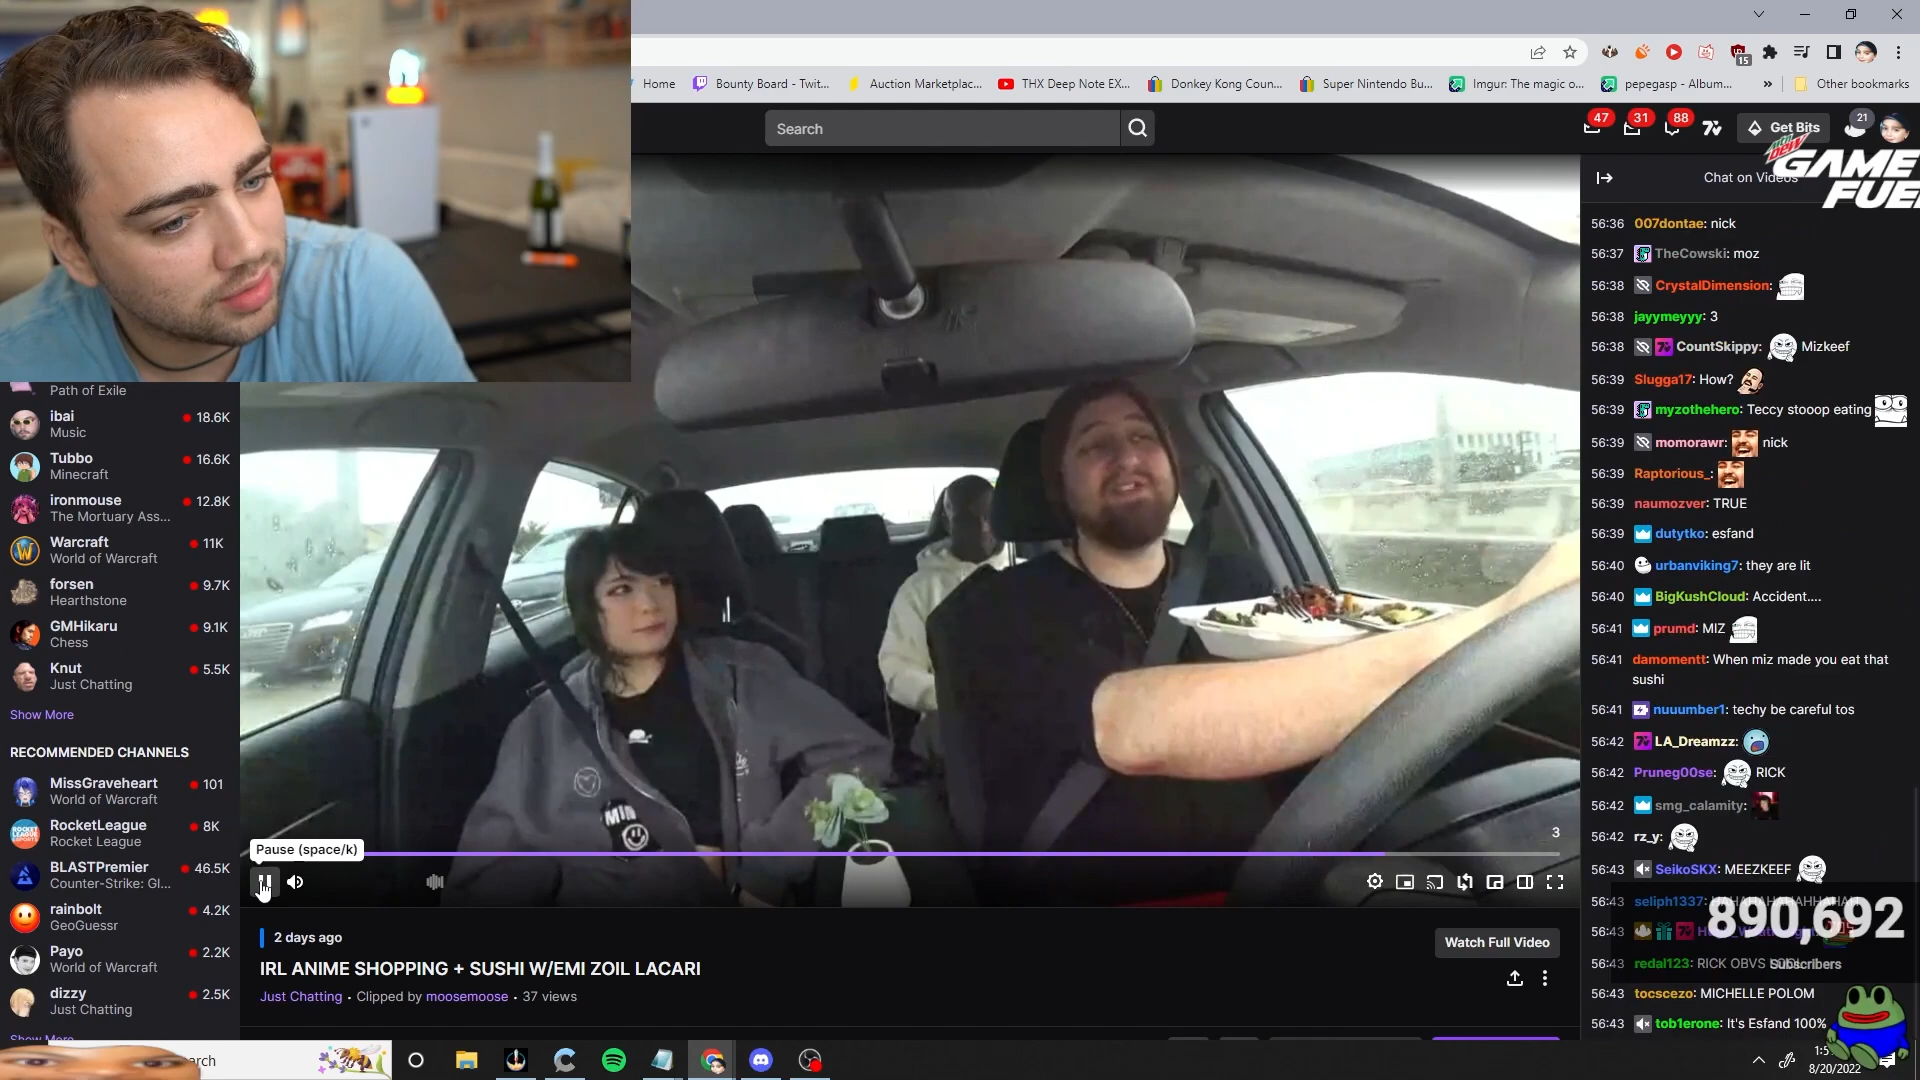 15
Home
Bounty Board - Twit...
Auction Marketplac...
THX Deep Note EX...
Donkey Kong Coun...
Super Nintendo Bu...
Imgur: The magic o...
pepegasp - Album...
»
Other bookmarks
Search
47
31
88
Get Bits
21
GAME
FUEL
Chat on Videos
Path of Exile
ibai
18.6K
Music
Tubbo
16.6K
Minecraft
ironmouse
12.8K
The Mortuary Ass...
Warcraft
11K
World of Warcraft
forsen
9.7K
Hearthstone
GMHikaru
9.1K
Chess
Knut
5.5K
Just Chatting
Show More
RECOMMENDED CHANNELS
MissGraveheart
101
World of Warcraft
RocketLeague
8K
Rocket League
BLASTPremier
46.5K
Counter-Strike: Gl...
rainbolt
4.2K
GeoGuessr
Payo
2.2K
World of Warcraft
dizzy
2.5K
Just Chatting
Show More
Pause (space/k)
3
2 days ago
Watch Full Video
IRL ANIME SHOPPING + SUSHI W/EMI ZOIL LACARI
Just Chatting • Clipped by moosemoose • 37 views
56:36 007dontae: nick
56:37 TheCowski: moz
56:38 CrystalDimension:
56:38 jayymeyyy: 3
56:38 CountSkippy: Mizkeef
56:39 Slugga17: How?
56:39 myzothehero: Teccy stooop eating
56:39 momorawr: nick
56:39 Raptorious_:
56:39 naumozver: TRUE
56:39 dutytko: esfand
56:40 urbanviking7: they are lit
56:40 BigKushCloud: Accident....
56:41 prumd: MIZ
56:41 damomentt: When miz made you eat that
sushi
56:41 nuuumber1: techy be careful tos
56:42 LA_Dreamzz:
56:42 Pruneg00se: RICK
56:42 smg_calamity:
56:42 rz_y:
56:43 SeikoSKX: MEEZKEEF
56:43 seliph1337:
890,692
56:43
Subscribers
56:43 redal123: RICK OBVS
56:43 tocscezo: MICHELLE POLOM
56:43 tob1erone: It's Esfand 100%
8/20/2022